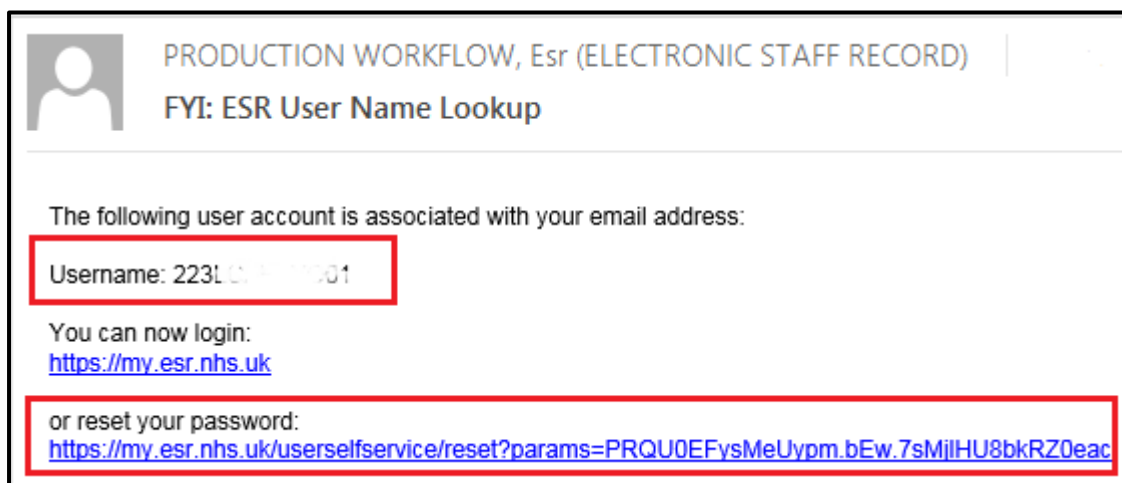 PRODUCTION WORKFLOW, Esr (ELECTRONIC STAFF RECORD)
FYI: ESR User Name Lookup
The following user account is associated with your email address:
Username:
You can now login:
https://my.esr.nhs.uk
or reset your password:
https://my.esr.nhs.uk/userselfservice/reset?params=PRQU0EFysMeUypm.bEw.7sMjlHU8bkRZ0eac